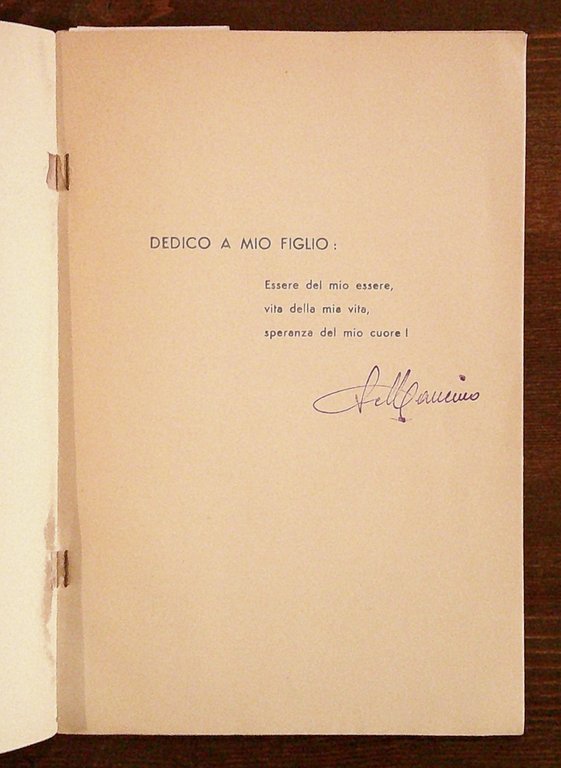 DEDICO A MIO FIGLIO :
Essere del mio essere,
vita della mia vita,
speranza del mio cuore !